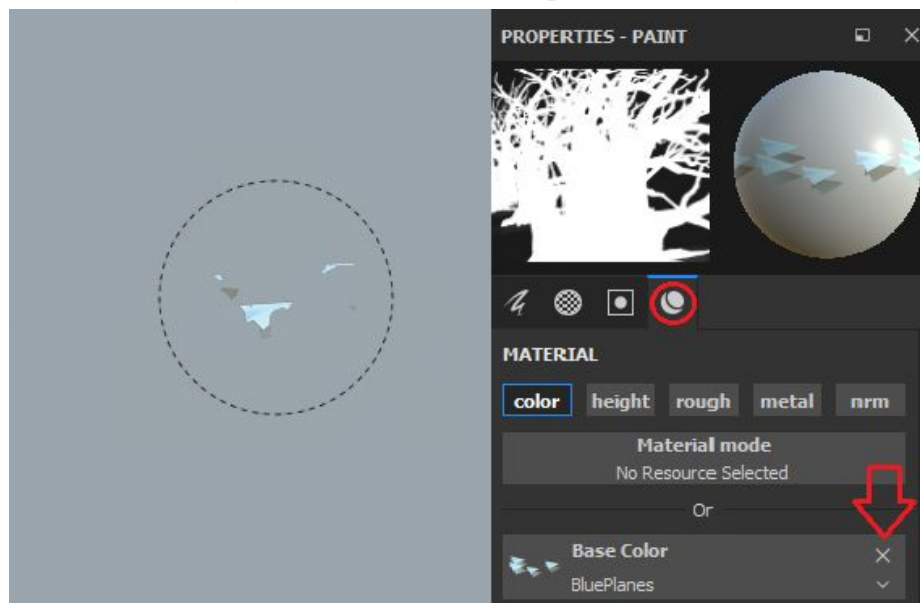 PROPERTIES - PAINT
MATERIAL
color height rough metal nrm
Material mode
No Resource Selected
Or
Base Color
BluePlanes